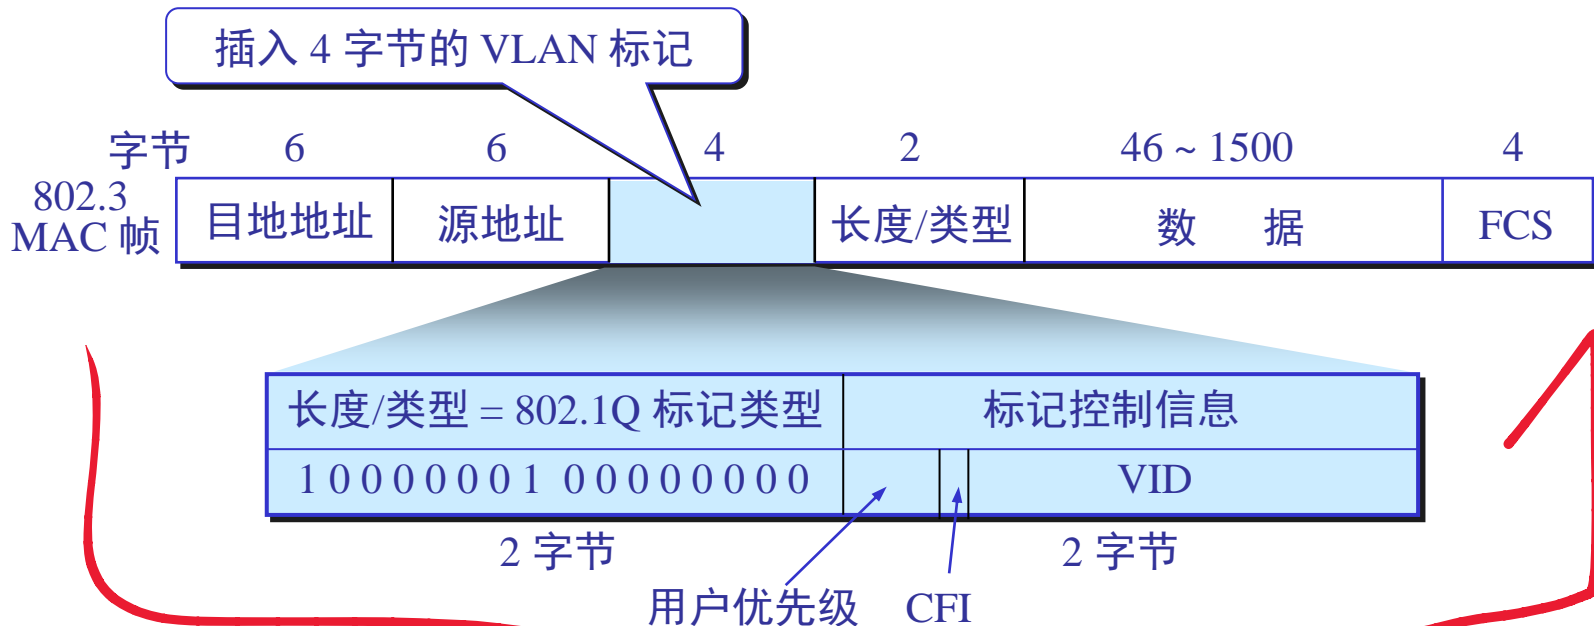 插入 4 字节的 VLAN 标记
字节 6 6 4 2 46 ~ 1500 4
802.3
MAC 帧 目地地址 源地址 长度/类型 数 据 FCS
长度/类型 = 802.1Q 标记类型 标记控制信息
1 0 0 0 0 0 0 1 0 0 0 0 0 0 0 0 VID
2 字节 2 字节
用户优先级 CFI